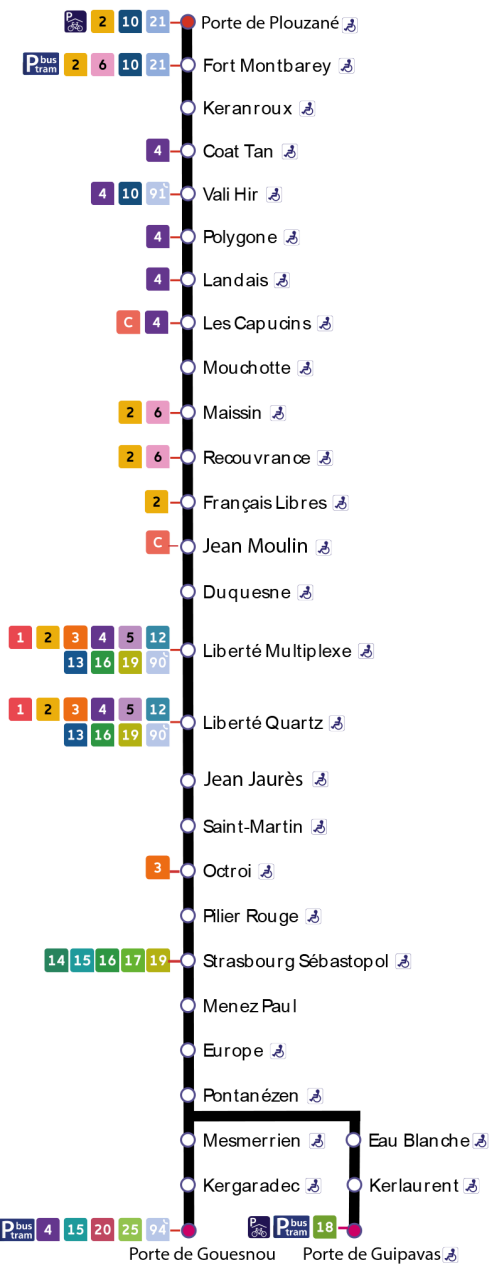 P 2 10 21 Porte de Plouzané
P bus tram 2 6 10 21 Fort Montbarey
Keranroux
4 Coat Tan
4 10 91 Vali Hir
4 Polygone
4 Landais
C 4 Les Capucins
Mouchotte
2 6 Maissin
2 6 Recouvrance
2 Français Libres
C Jean Moulin
Duquesne
1 2 3 4 5 12
13 16 19 90
Liberté Multiplexe
1 2 3 4 5 12
13 16 19 90
Liberté Quartz
Jean Jaurès
Saint-Martin
3 Octroi
Pilier Rouge
14 15 16 17 19 Strasbourg Sébastopol
Menez Paul
Europe
Pontanézen
Mesmerrien Eau Blanche
Kergaradec Kerlaurent
P bus tram 4 15 20 25 94 P P bus tram 18
Porte de Gouesnou Porte de Guipavas